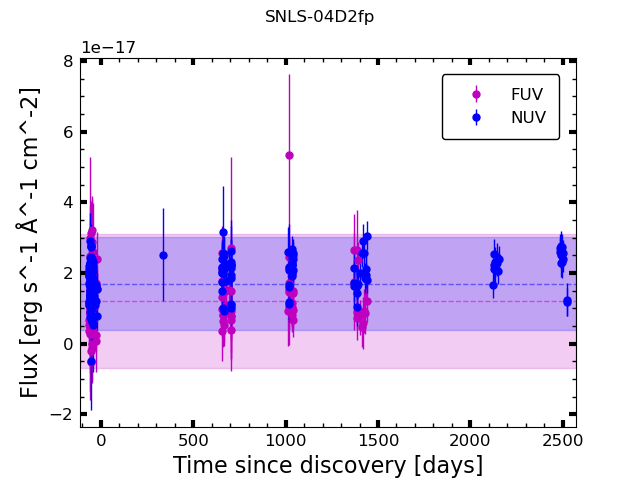 SNLS-04D2fp
1e−17
8
6
4
2
0
−2
FUV
NUV
Flux [erg s^-1 Å^-1 cm^-2]
0 500 1000 1500 2000 2500
Time since discovery [days]